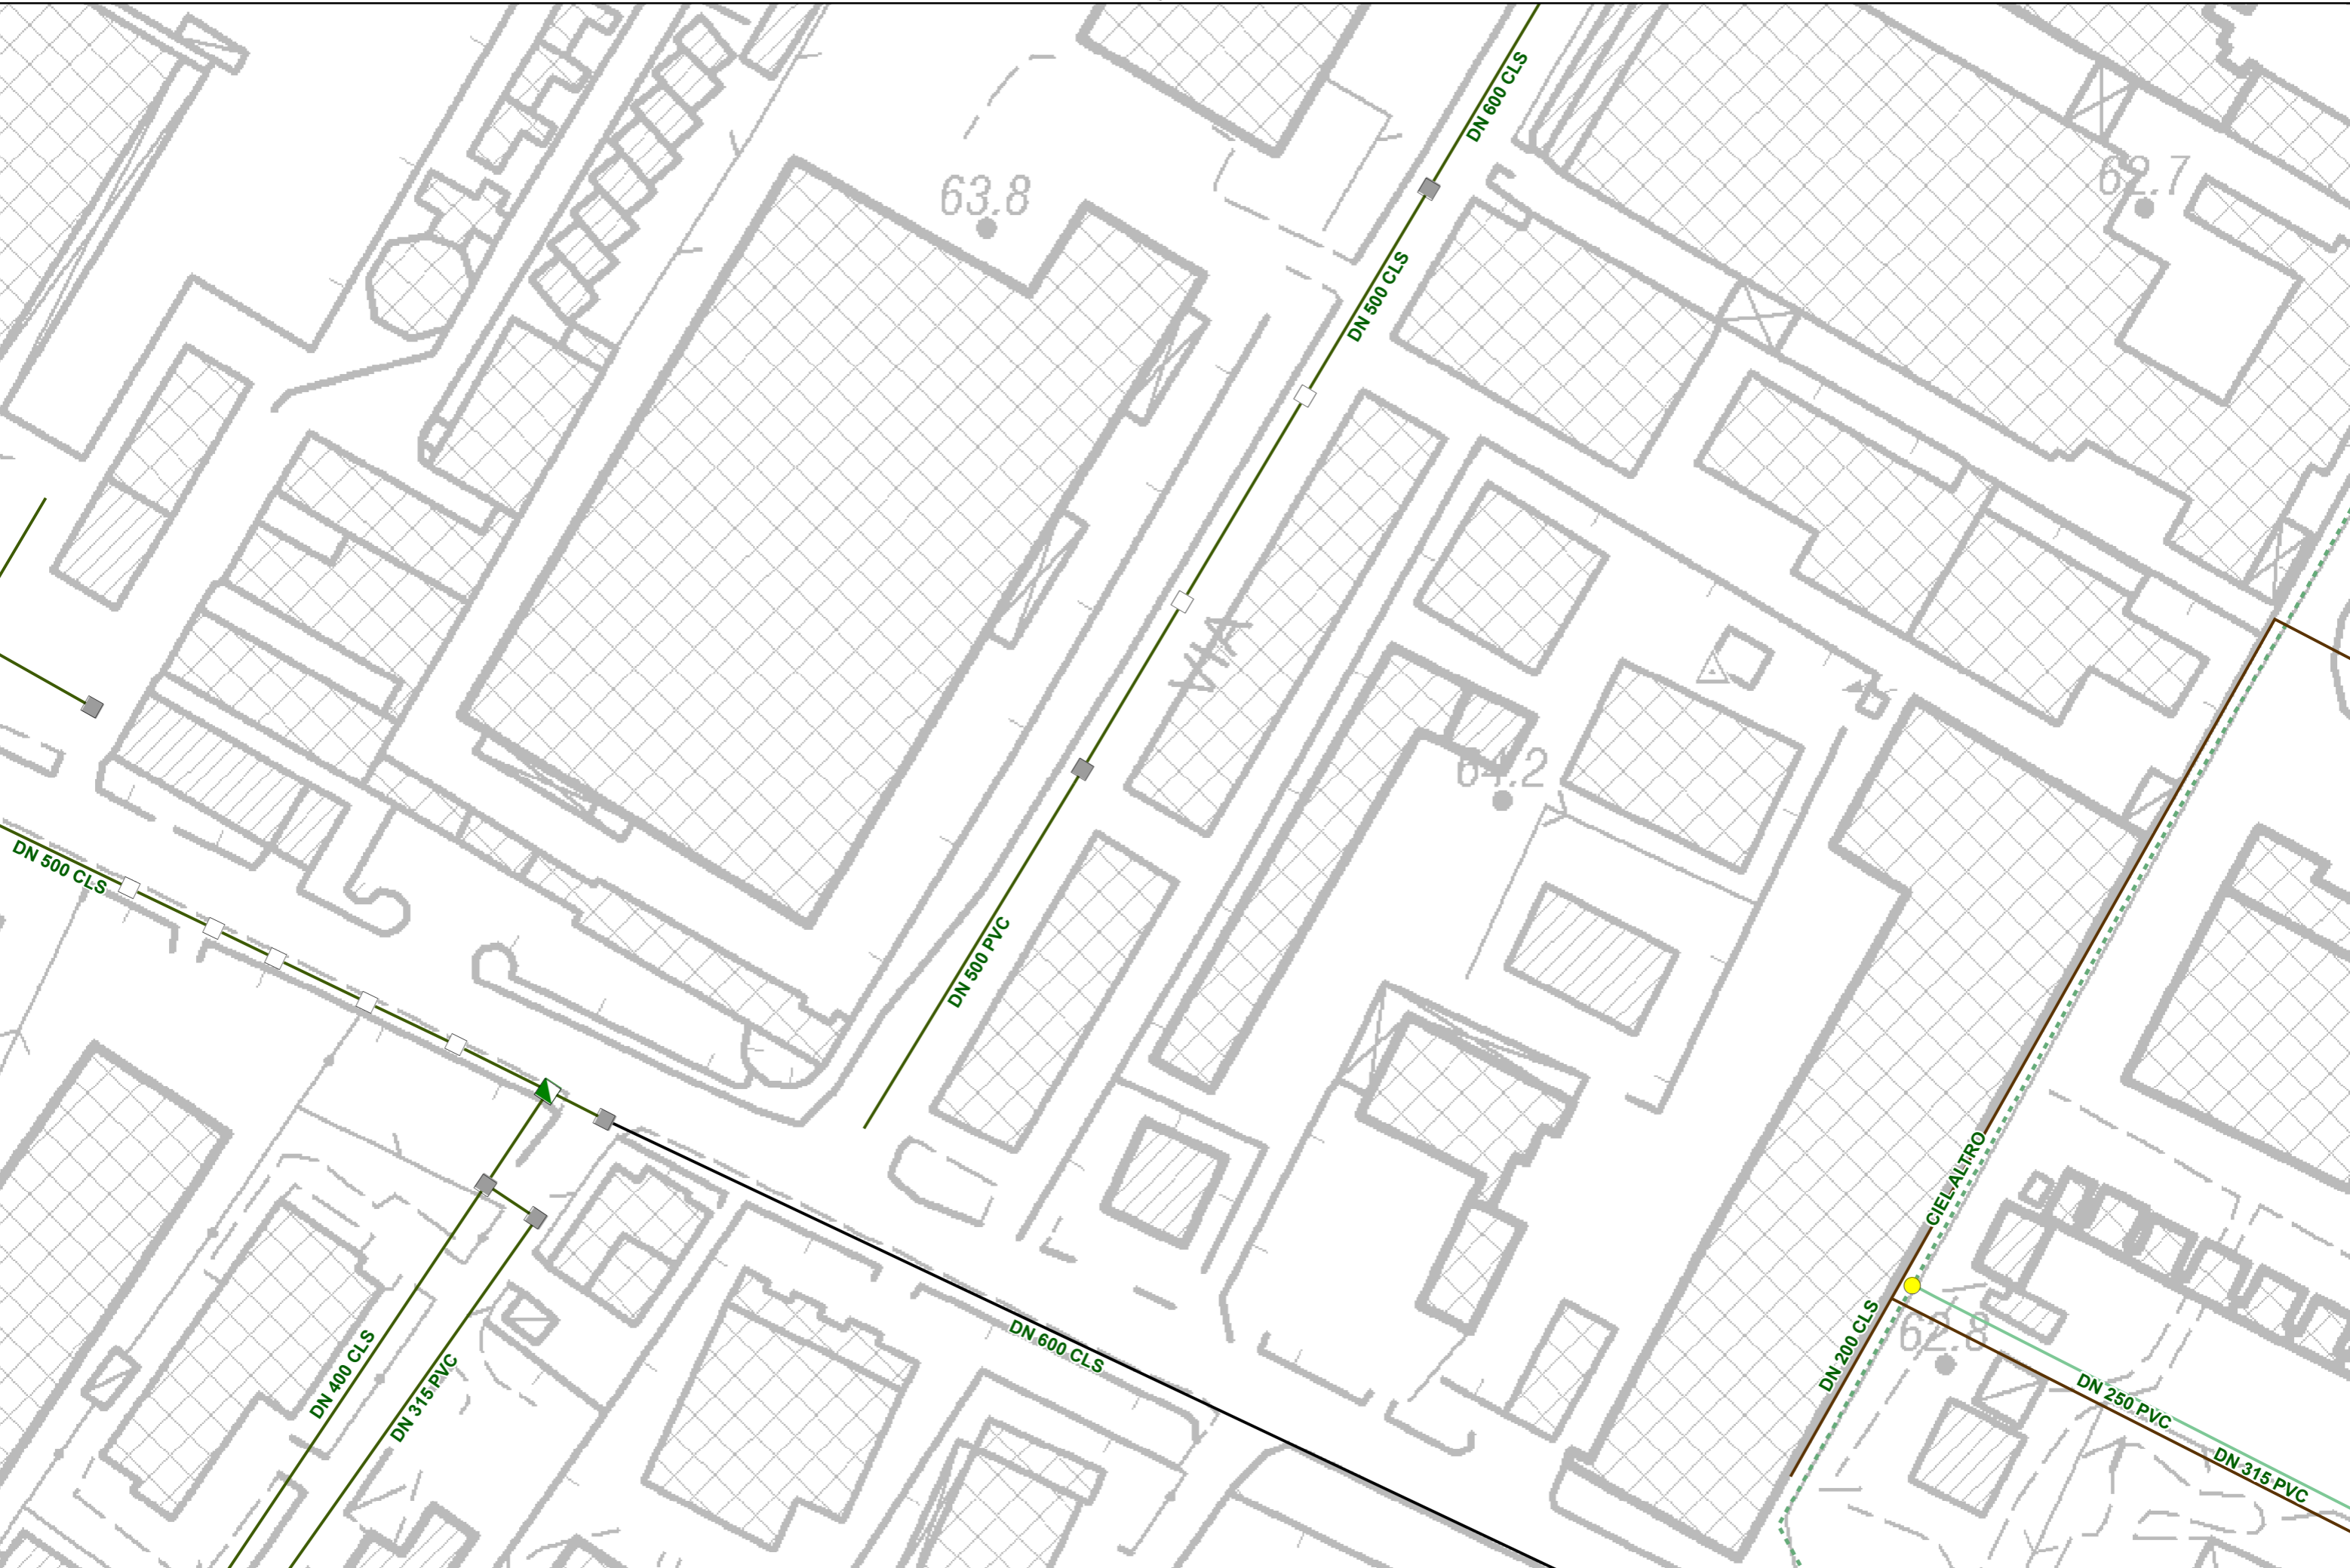 DN 600 CLS
62.7
63.8
DN 500 CLS
VIA
64.2
DN 500 CLS
DN 500 PVC
CIEL ALTRO
62.8
DN 600 CLS
DN 200 CLS
DN 400 CLS
DN 315 PVC
DN 250 PVC
DN 315 PVC